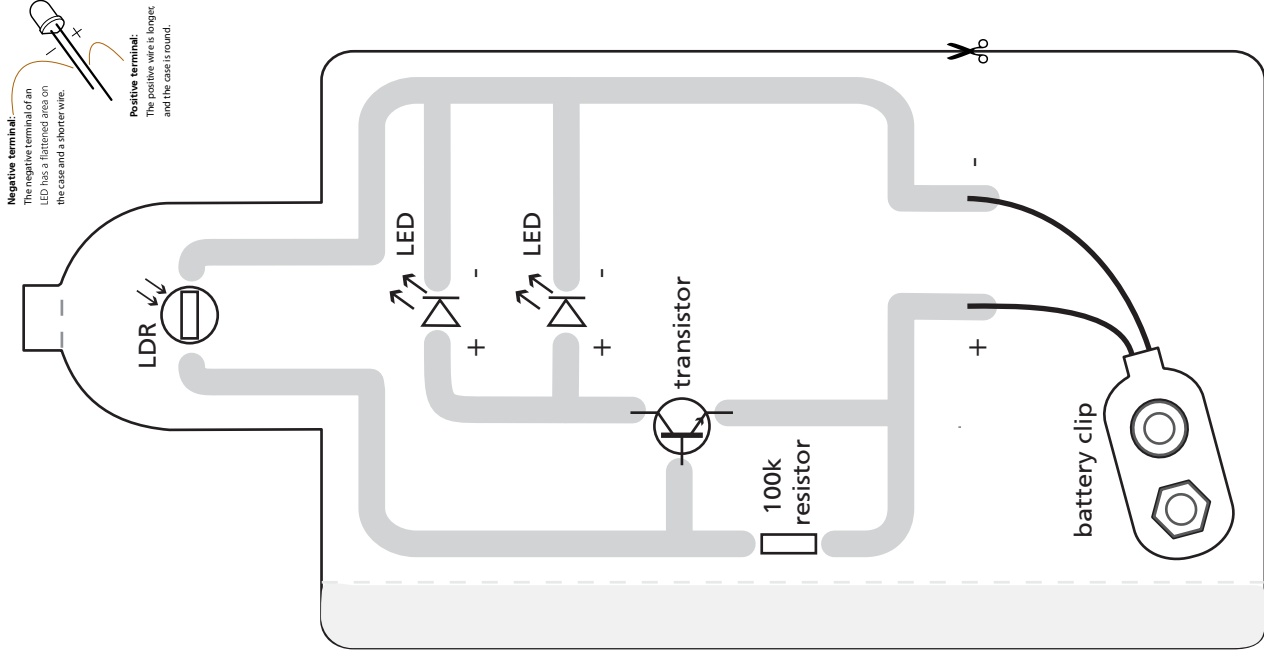 Negative terminal:
The negative terminal of an
LED has a flattened area on
the case and a shorter wire.
- +
Positive terminal:
The positive wire is longer,
and the case is round.
LDR
LED
- +
LED
- +
transistor
100k
resistor
-
+
battery clip